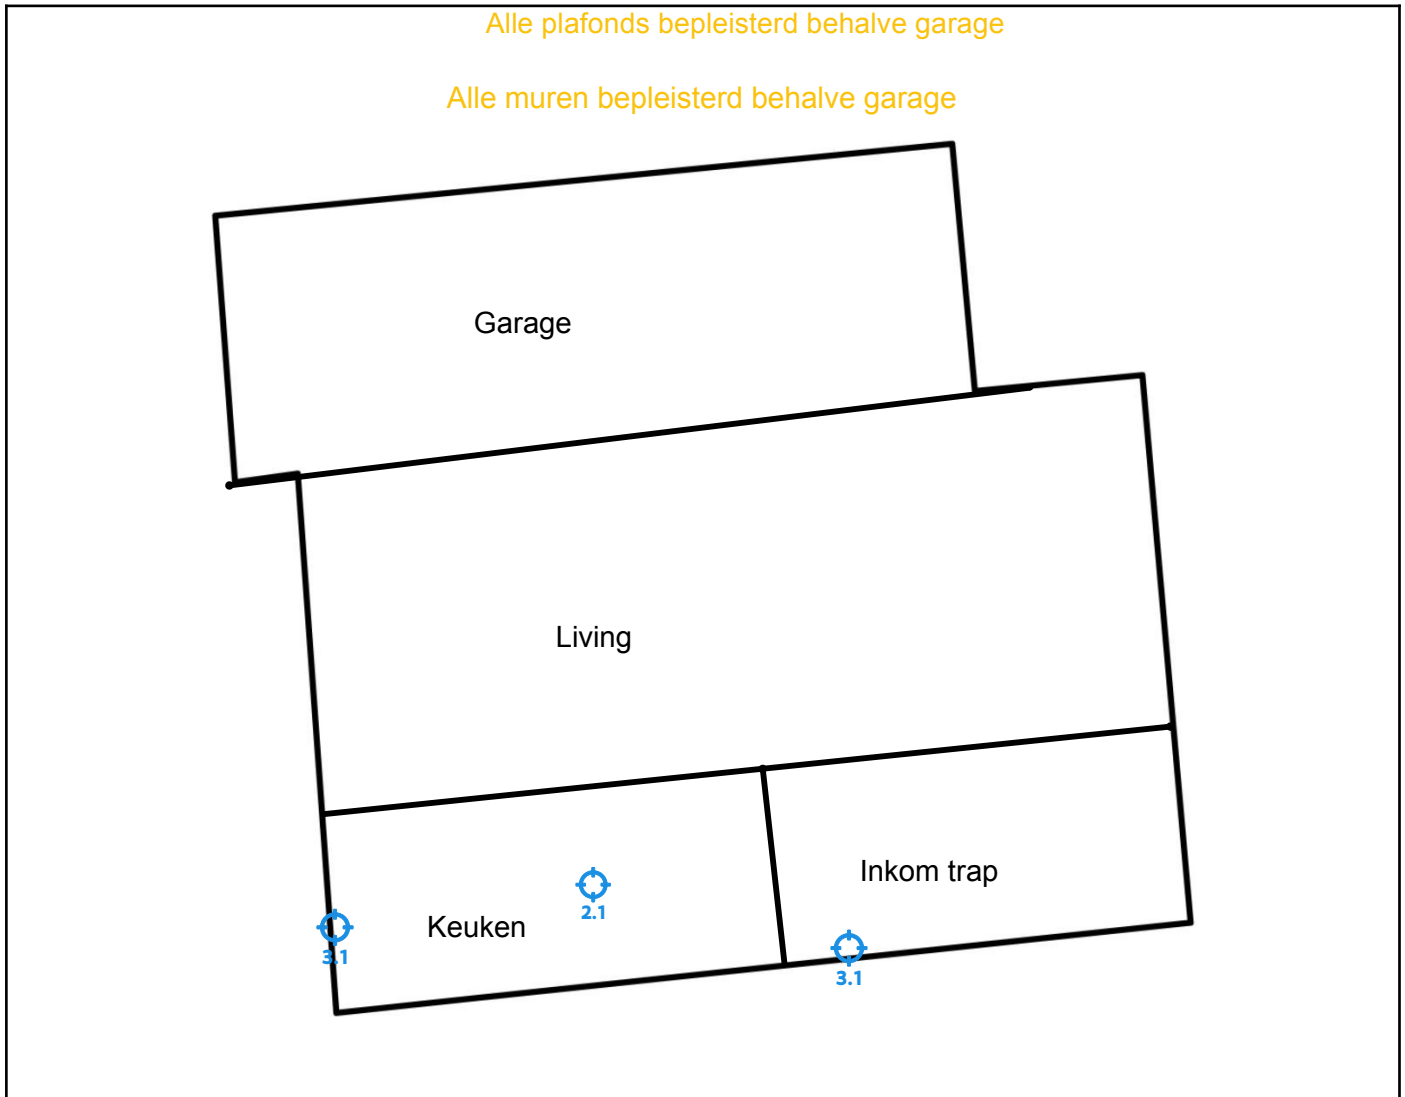 Alle plafonds bepleisterd behalve garage
Alle muren bepleisterd behalve garage
Garage
Living
Inkom trap
2.1
Keuken
3.1
3.1